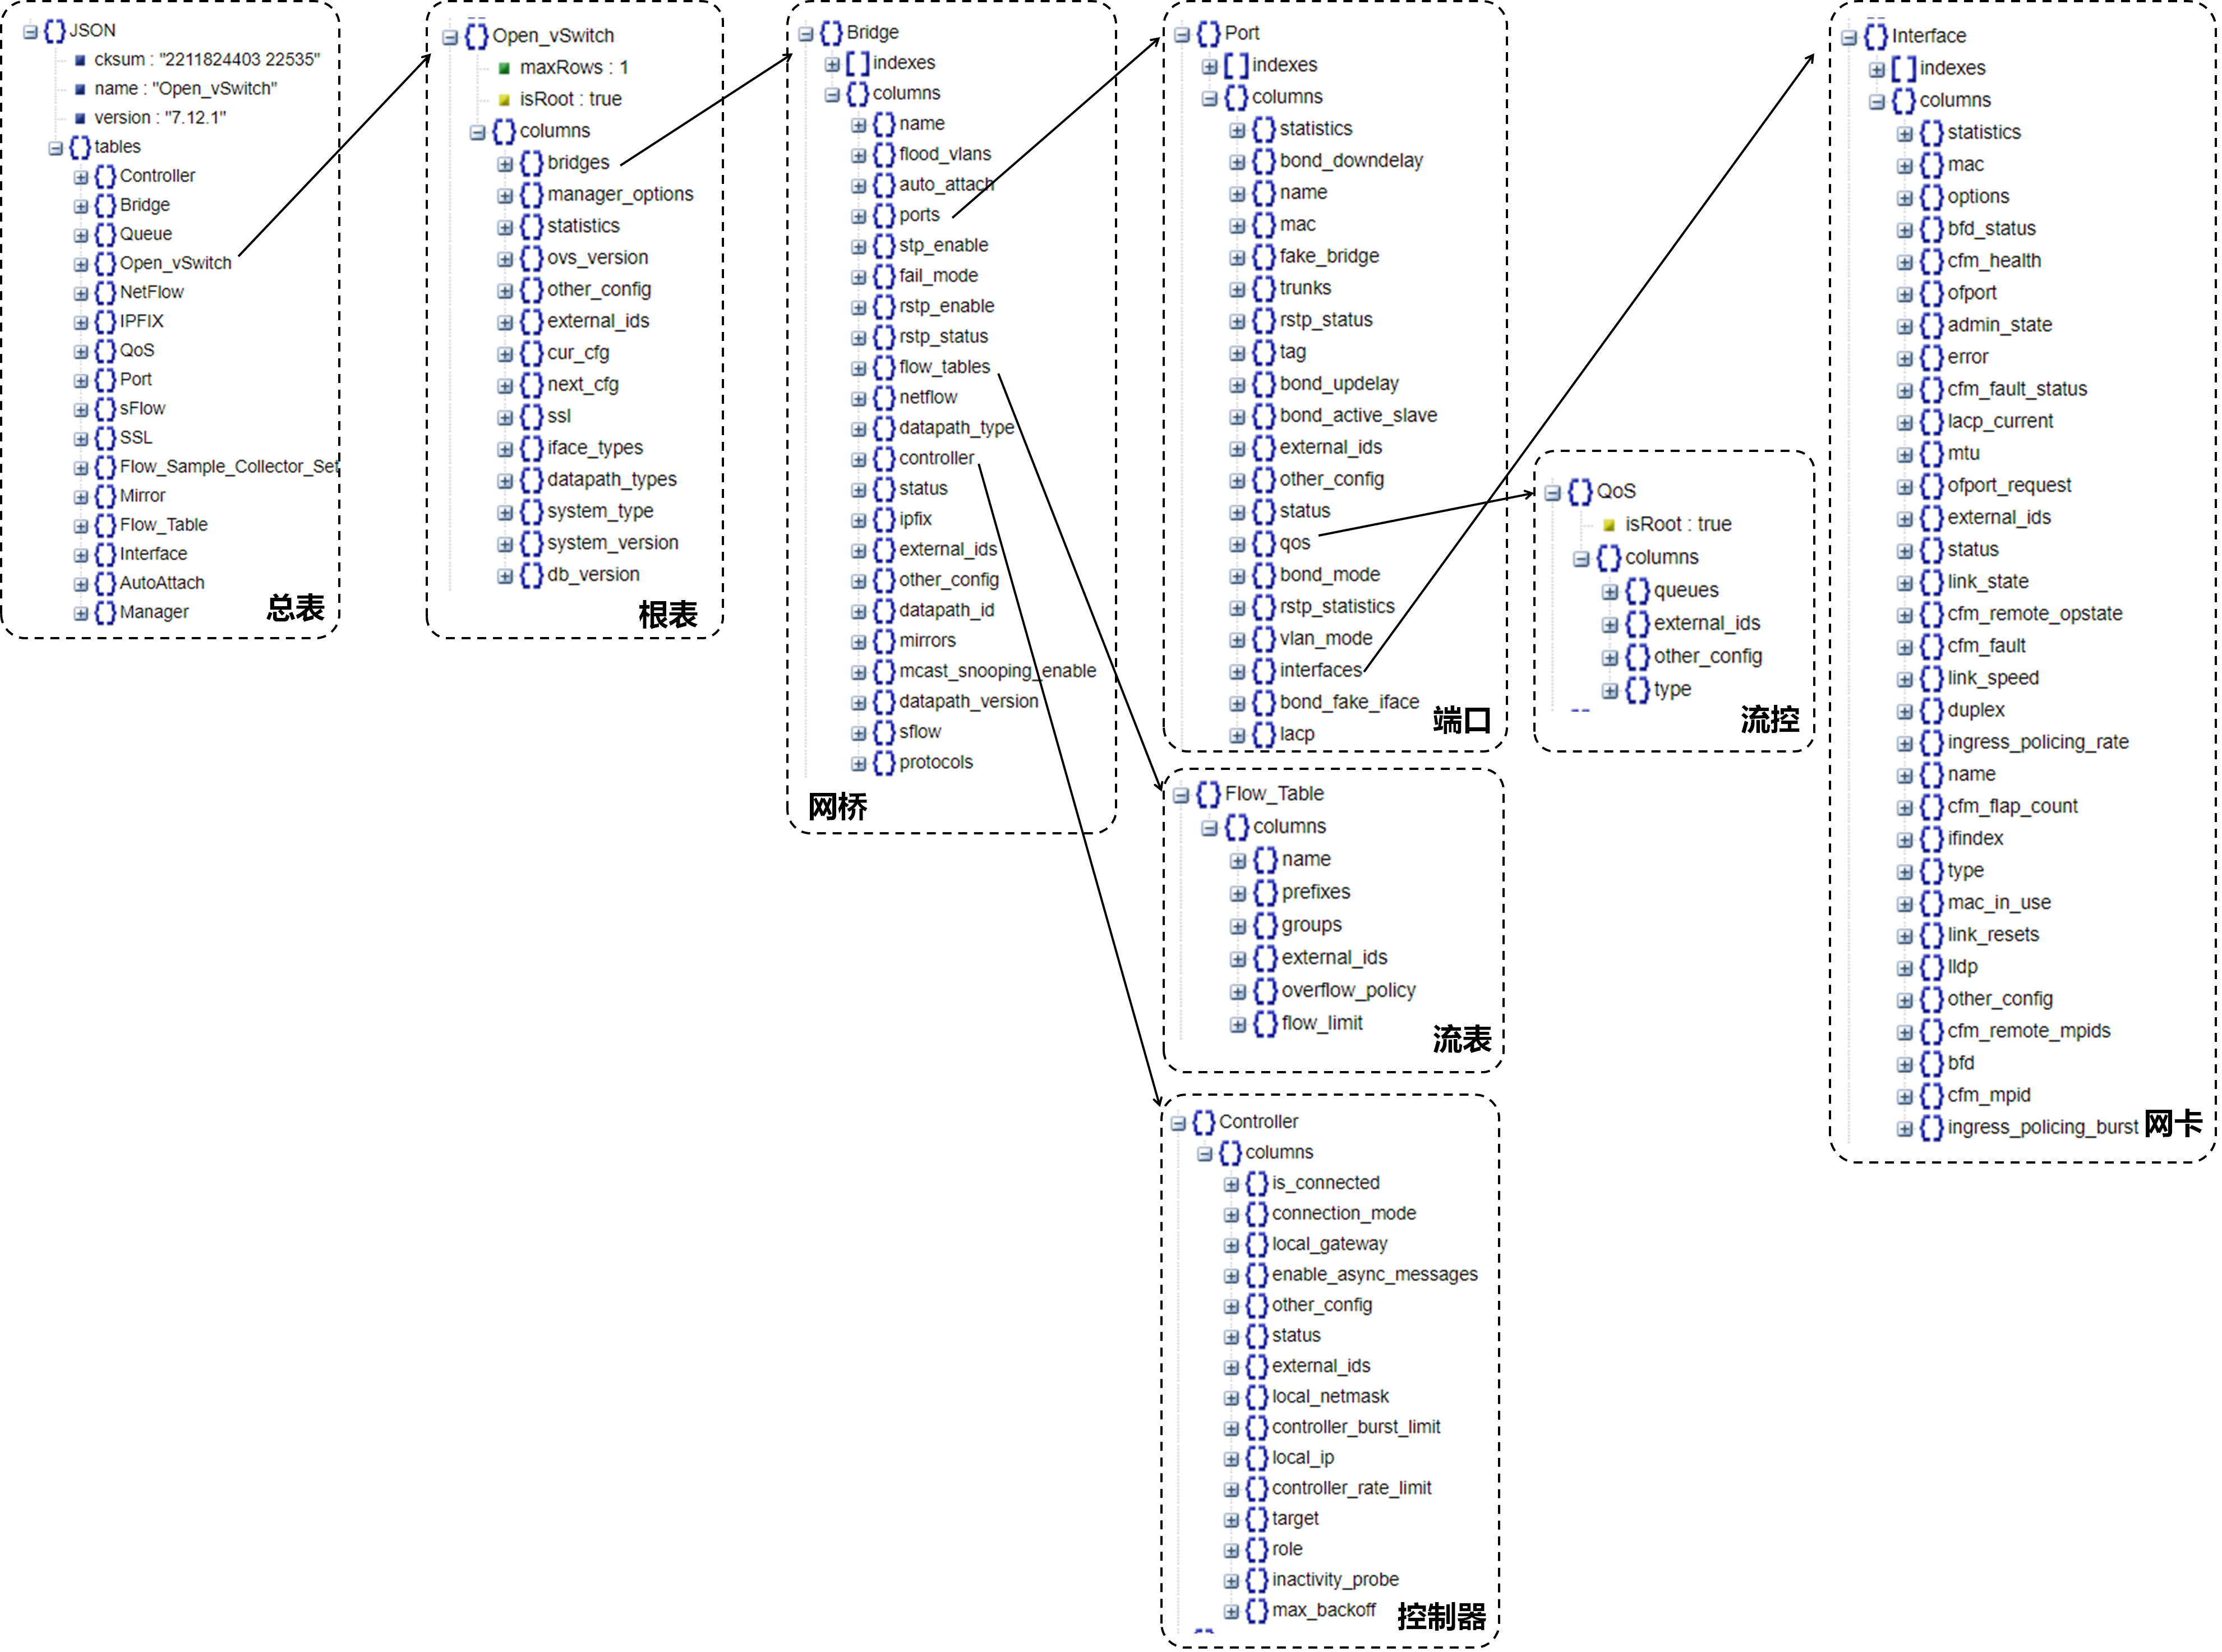 JSON
cksum : "2211824403 22535"
name : "Open_vSwitch"
version : "7.12.1"
tables
Controller
Bridge
Queue
Open_vSwitch
NetFlow
IPFIX
QoS
Port
sFlow
SSL
Flow_Sample_Collector_Set
Mirror
Flow_Table
Interface
AutoAttach
Manager
总表
Open_vSwitch
maxRows : 1
isRoot : true
columns
bridges
manager_options
statistics
ovs_version
other_config
external_ids
cur_cfg
next_cfg
ssl
iface_types
datapath_types
system_type
system_version
db_version
根表
Bridge
indexes
columns
name
flood_vlans
auto_attach
ports
stp_enable
fail_mode
rstp_enable
rstp_status
flow_tables
netflow
datapath_type
controller
status
ipfix
external_ids
other_config
datapath_id
mirrors
mcast_snooping_enable
datapath_version
sflow
protocols
网桥
Port
indexes
columns
statistics
bond_downdelay
name
mac
fake_bridge
trunks
rstp_status
tag
bond_updelay
bond_active_slave
external_ids
other_config
status
qos
bond_mode
rstp_statistics
vlan_mode
interfaces
bond_fake_iface
lacp
端口
Flow_Table
columns
name
prefixes
groups
external_ids
overflow_policy
flow_limit
流表
Controller
columns
is_connected
connection_mode
local_gateway
enable_async_messages
other_config
status
external_ids
local_netmask
controller_burst_limit
local_ip
controller_rate_limit
target
role
inactivity_probe
max_backoff
控制器
QoS
isRoot : true
columns
queues
external_ids
other_config
type
流控
Interface
indexes
columns
statistics
mac
options
bfd_status
cfm_health
ofport
admin_state
error
cfm_fault_status
lacp_current
mtu
ofport_request
external_ids
status
link_state
cfm_remote_opstate
cfm_fault
link_speed
duplex
ingress_policing_rate
name
cfm_flap_count
ifindex
type
mac_in_use
link_resets
lldp
other_config
cfm_remote_mpids
bfd
cfm_mpid
ingress_policing_burst
网卡